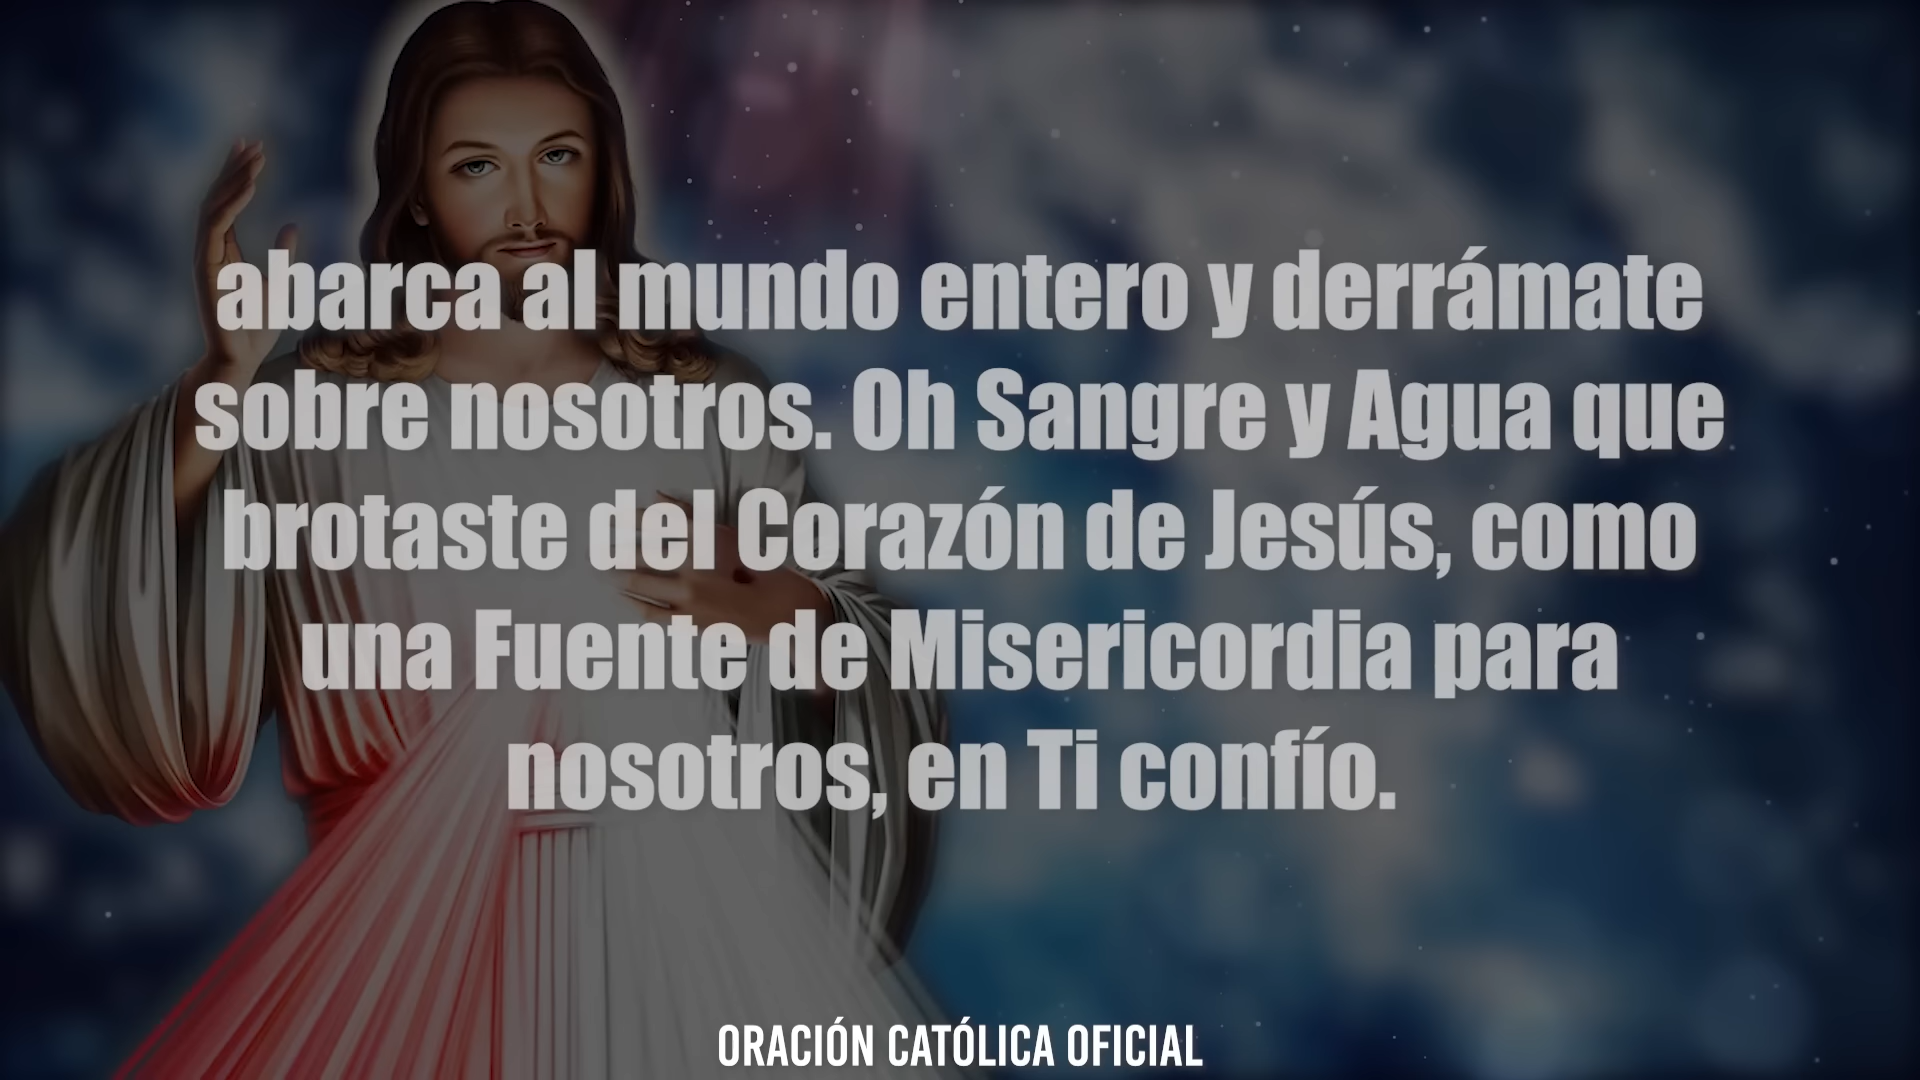 abarca al mundo entero y derrámate
sobre nosotros. Oh Sangre y Agua que
brotaste del Corazón de Jesús, como
una Fuente de Misericordia para
nosotros, en Ti confío.
ORACIÓN CATÓLICA OFICIAL